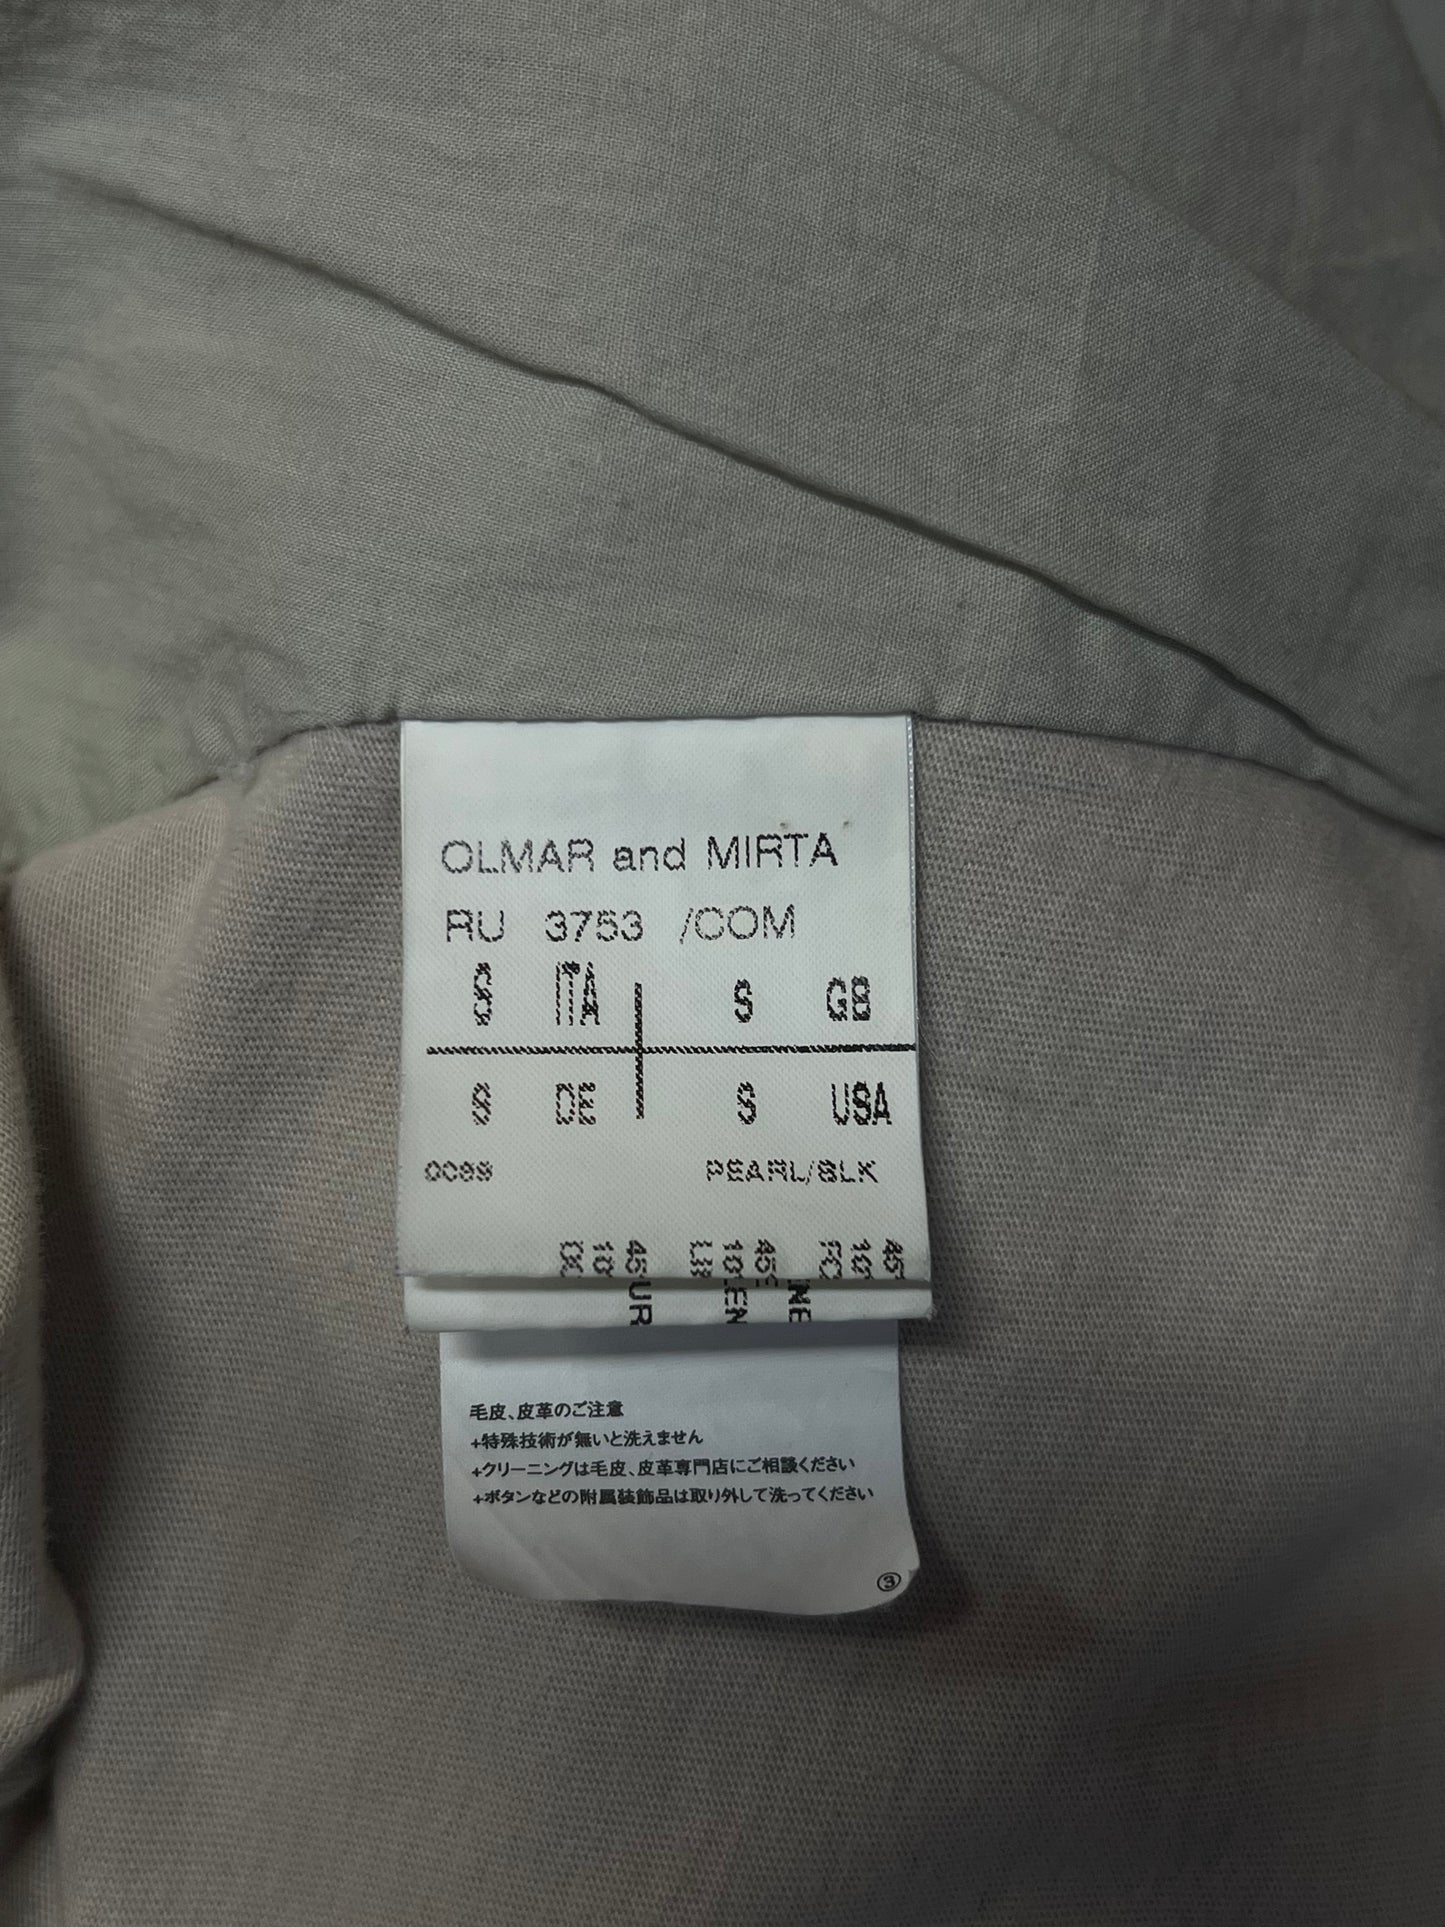 OLMAR and MIRTA
RU 3753 /COM
S ITA S GB
S DE S USA
PEARL/BLK
毛皮、皮革のご注意
+特殊技術が無いと洗えません
+クリーニングは毛皮、皮革専門店にご相談ください
+ボタンなどの附属装飾品は取り外して洗ってください
③